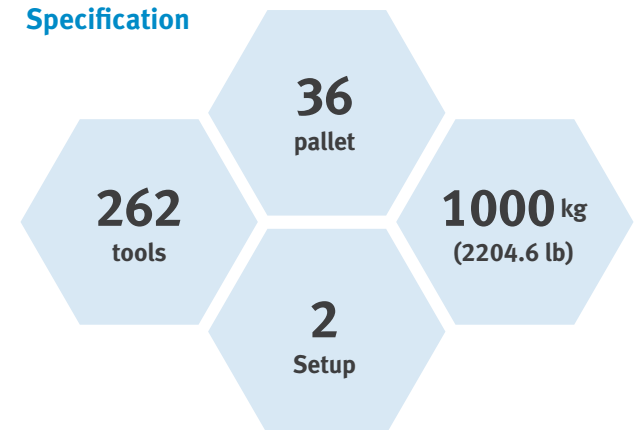 Specification
36
pallet
262
tools
1000 kg
(2204.6 lb)
2
Setup